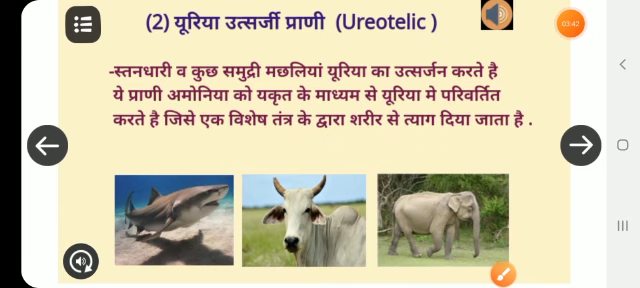 03:42
(2) यूरिया उत्सर्जी प्राणी (Ureotelic )
-स्तनधारी व कुछ समुद्री मछलियां यूरिया का उत्सर्जन करते है
ये प्राणी अमोनिया को यकृत के माध्यम से यूरिया मे परिवर्तित
करते है जिसे एक विशेष तंत्र के द्वारा शरीर से त्याग दिया जाता है .